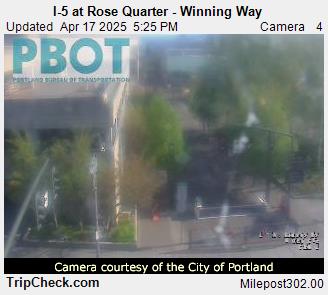 I-5 at Rose Quarter - Winning Way
Updated Apr 17 2025 5:25 PM Camera 4
PBOT
PORTLAND BUREAU OF TRANSPORTATION
Camera courtesy of the City of Portland
TripCheck.com Milepost302.00